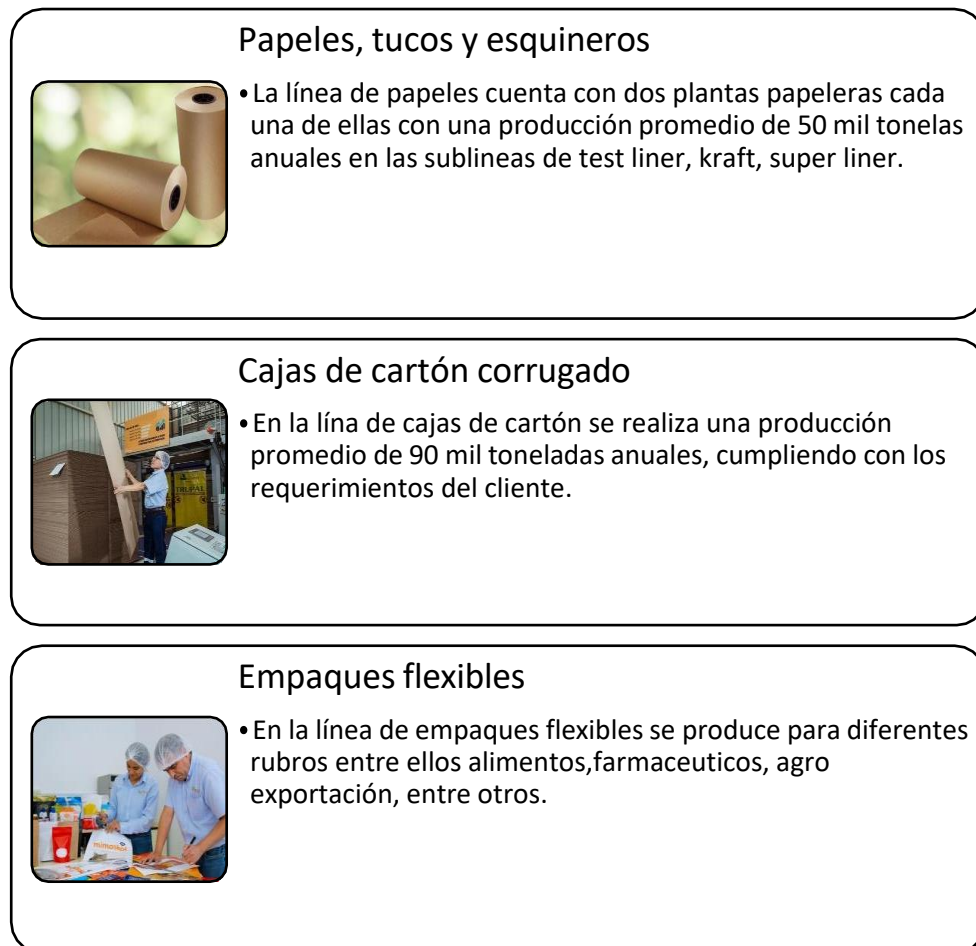 Papeles, tucos y esquineros
• La línea de papeles cuenta con dos plantas papeleras cada
una de ellas con una producción promedio de 50 mil tonelas
anuales en las sublineas de test liner, kraft, super liner.
Cajas de cartón corrugado
• En la lína de cajas de cartón se realiza una producción
promedio de 90 mil toneladas anuales, cumpliendo con los
requerimientos del cliente.
TRUPAL
Empaques flexibles
• En la línea de empaques flexibles se produce para diferentes
rubros entre ellos alimentos,farmaceuticos, agro
exportación, entre otros.